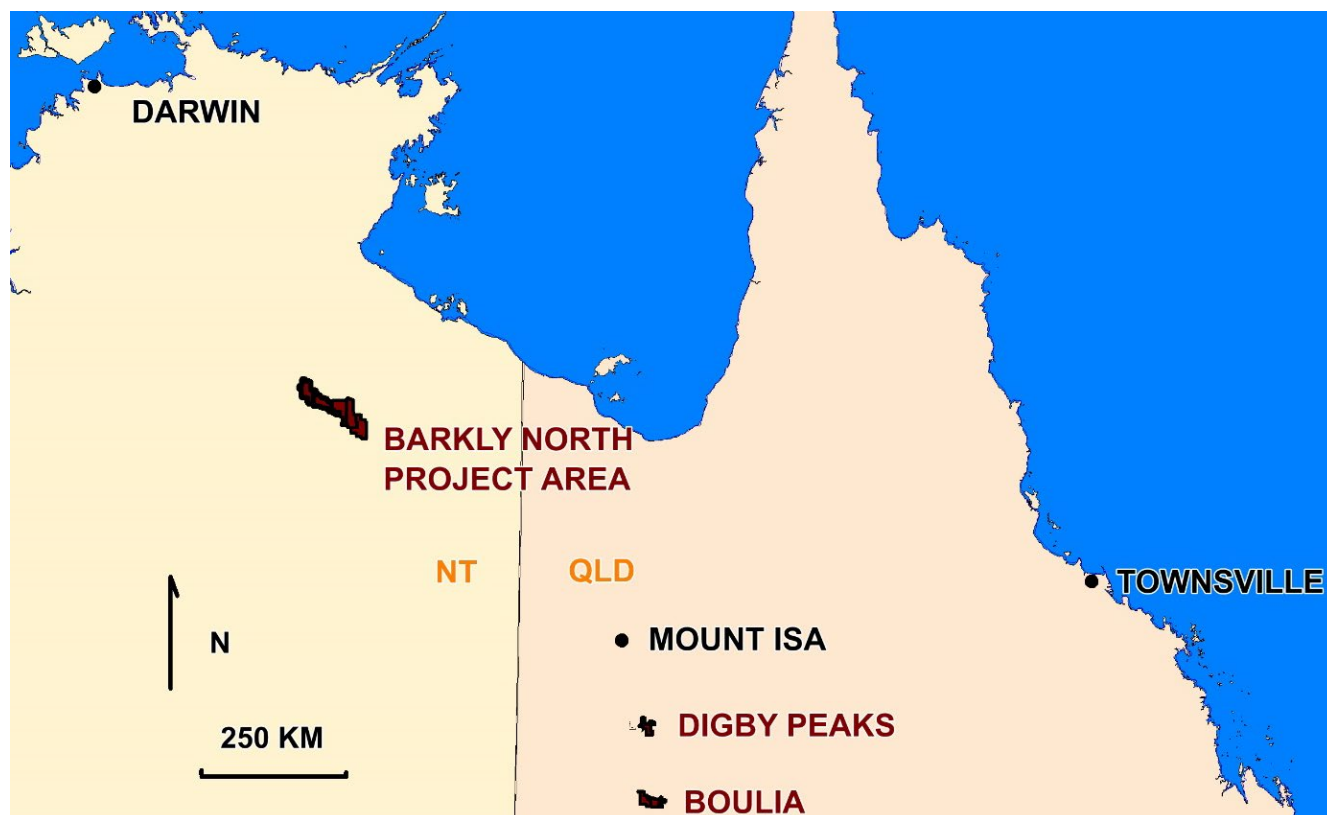 DARWIN
BARKLY NORTH
PROJECT AREA
NT
QLD
TOWNSVILLE
N
MOUNT ISA
250 KM
DIGBY PEAKS
BOULIA